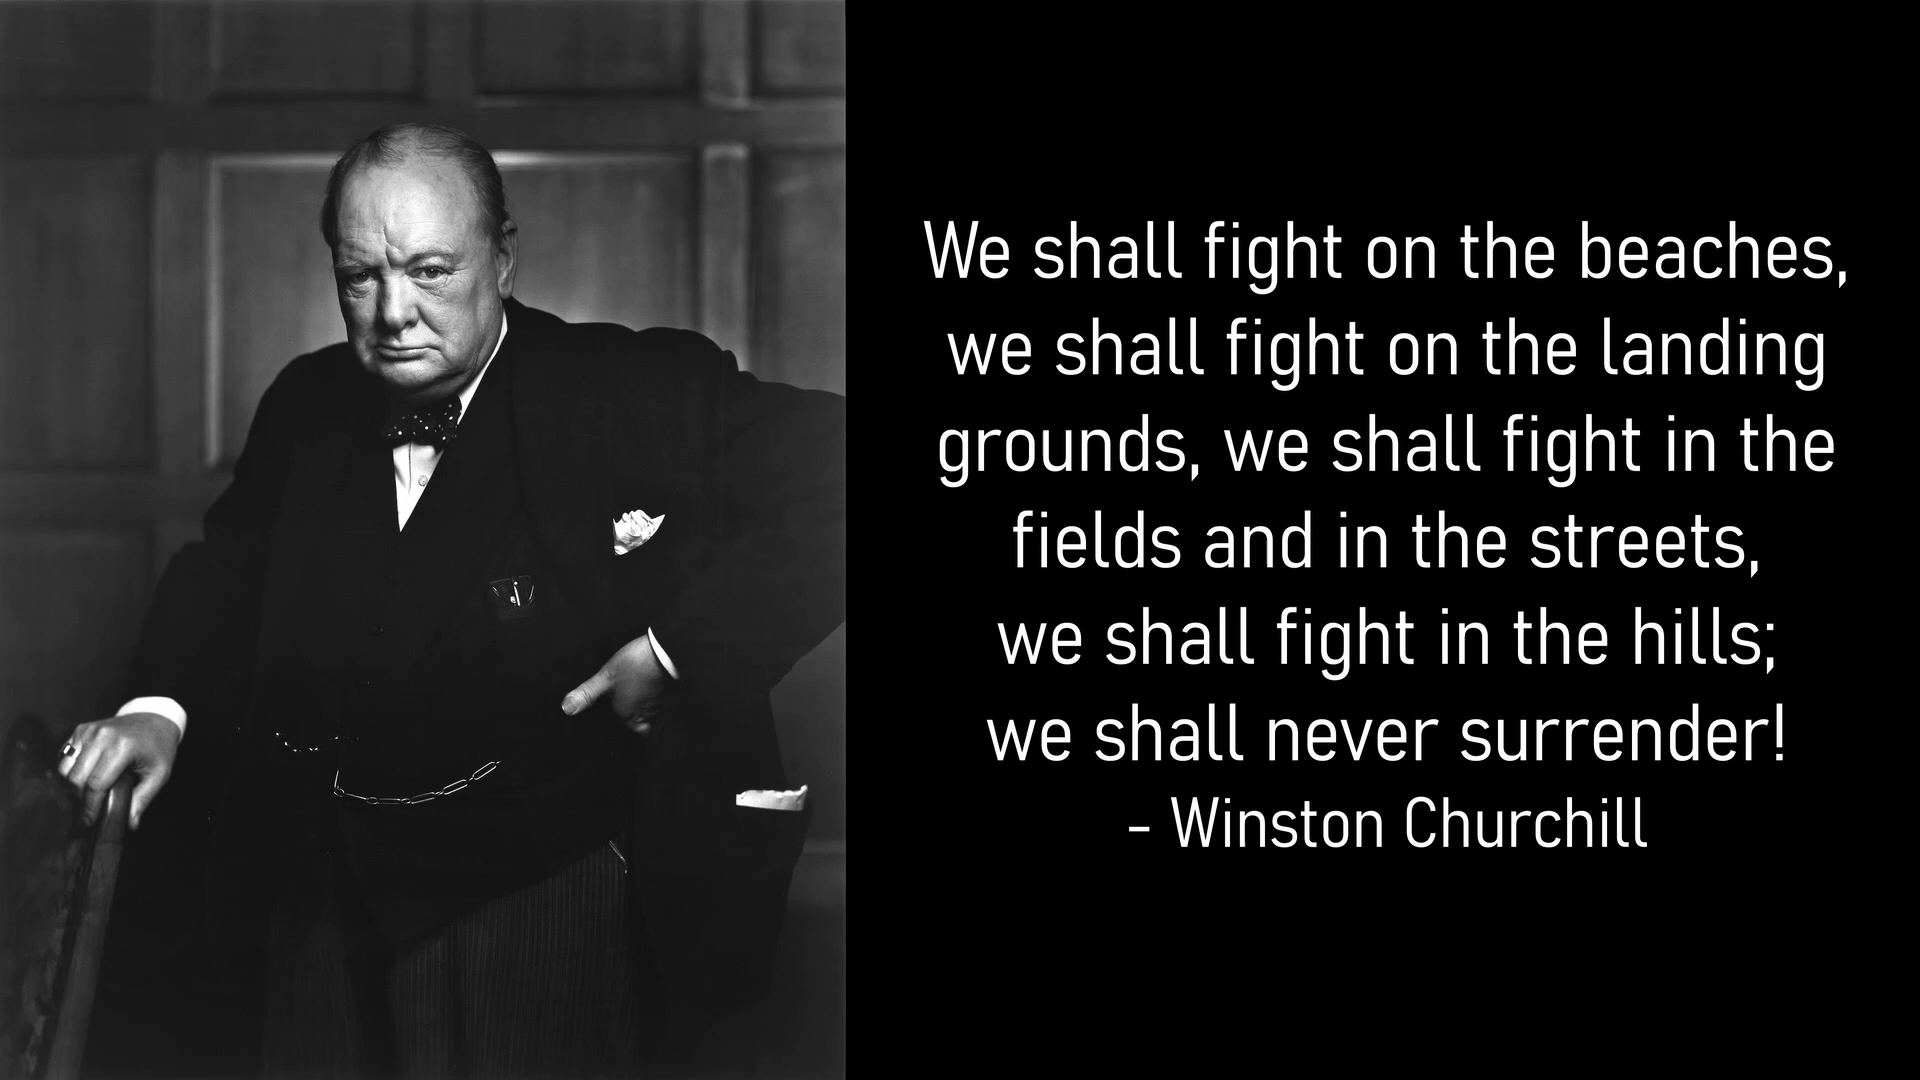 We shall fight on the beaches,
we shall fight on the landing
grounds, we shall fight in the
fields and in the streets,
we shall fight in the hills;
we shall never surrender!
- Winston Churchill